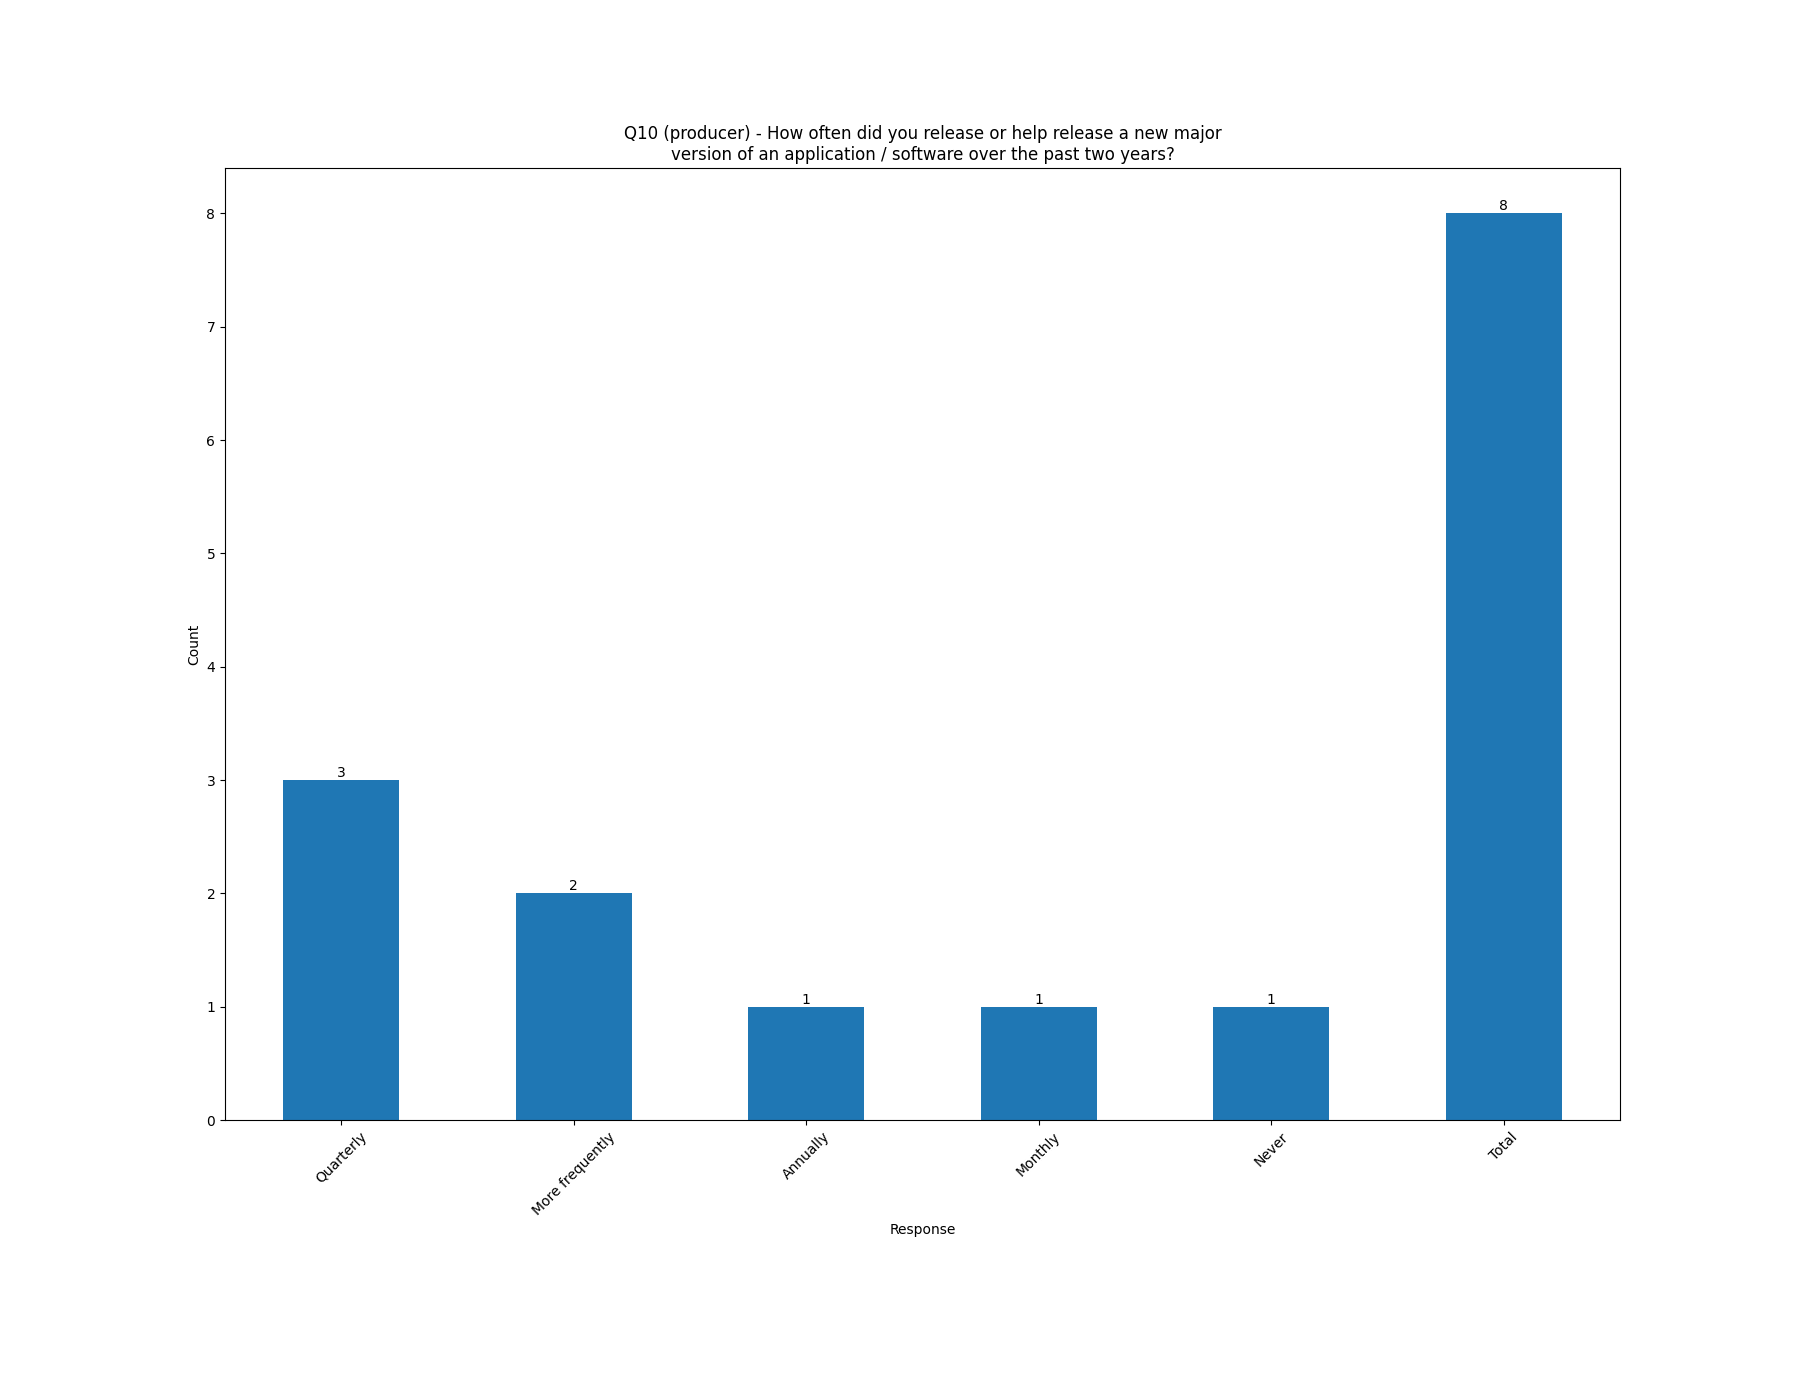 Q10 (producer) - How often did you release or help release a new major
version of an application / software over the past two years?
8
7
6
5
4
3
2
1
0
Count
3
2
1
1
1
8
Quarterly
More frequently
Annually
Monthly
Never
Total
Response